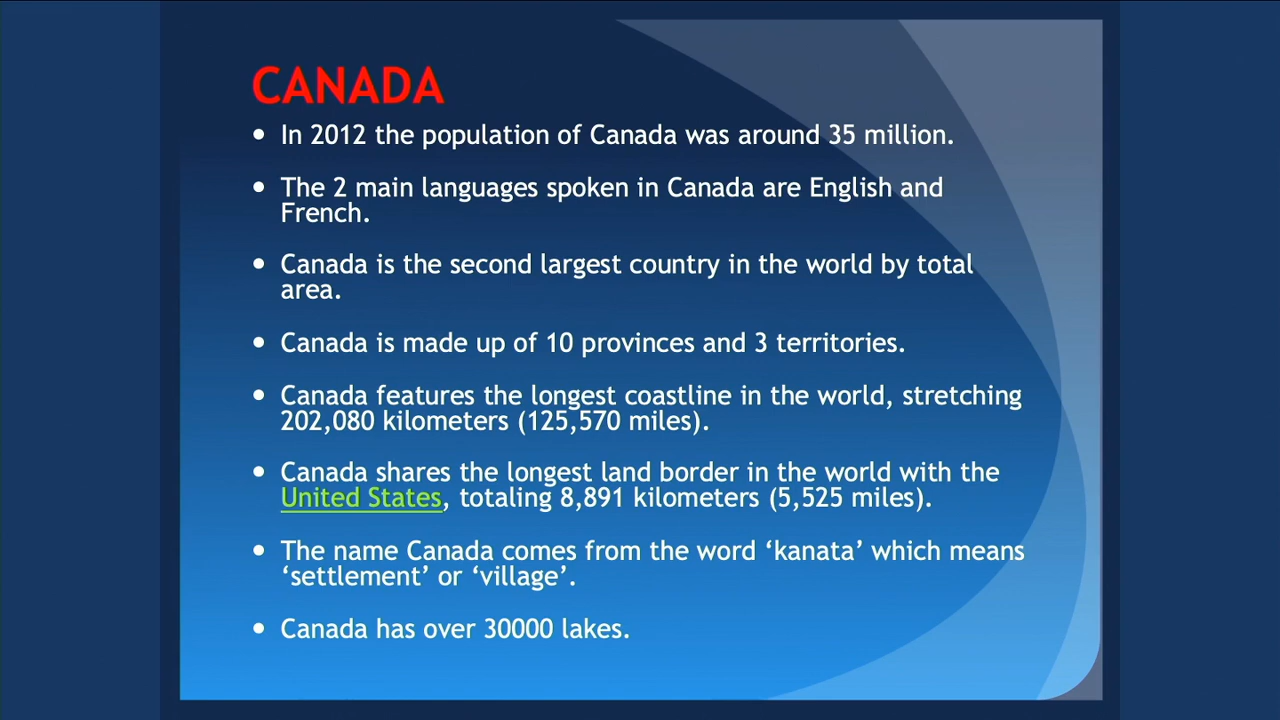 CANADA
• In 2012 the population of Canada was around 35 million.
• The 2 main languages spoken in Canada are English and
French.
• Canada is the second largest country in the world by total
area.
• Canada is made up of 10 provinces and 3 territories.
• Canada features the longest coastline in the world, stretching
202,080 kilometers (125,570 miles).
• Canada shares the longest land border in the world with the
United States, totaling 8,891 kilometers (5,525 miles).
• The name Canada comes from the word ‘kanata’ which means
‘settlement’ or ‘village’.
• Canada has over 30000 lakes.